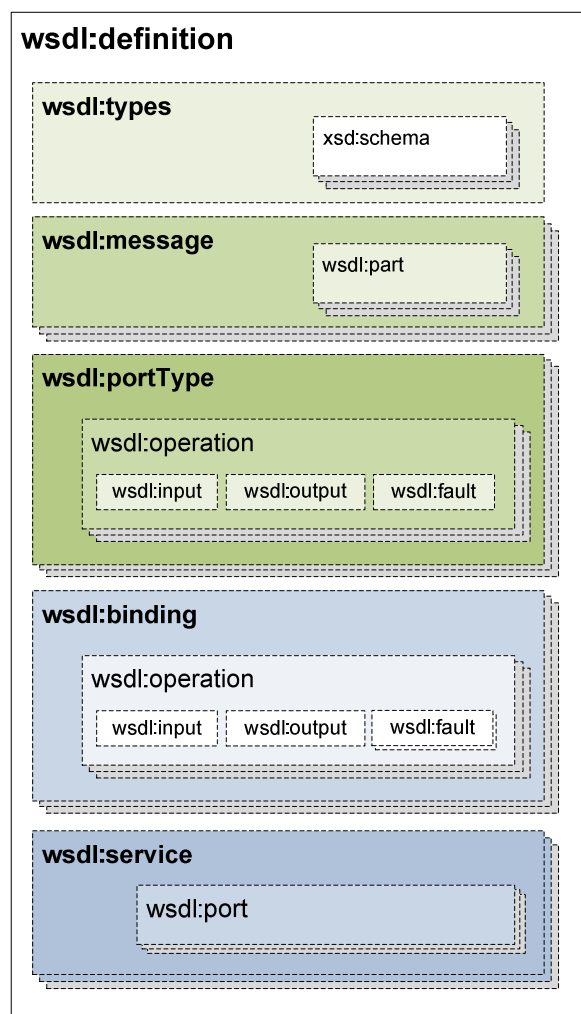 wsdl:definition
wsdl:types
xsd:schema
wsdl:message
wsdl:part
wsdl:portType
wsdl:operation
wsdl:input wsdl:output wsdl:fault
wsdl:binding
wsdl:operation
wsdl:input wsdl:output wsdl:fault
wsdl:service
wsdl:port